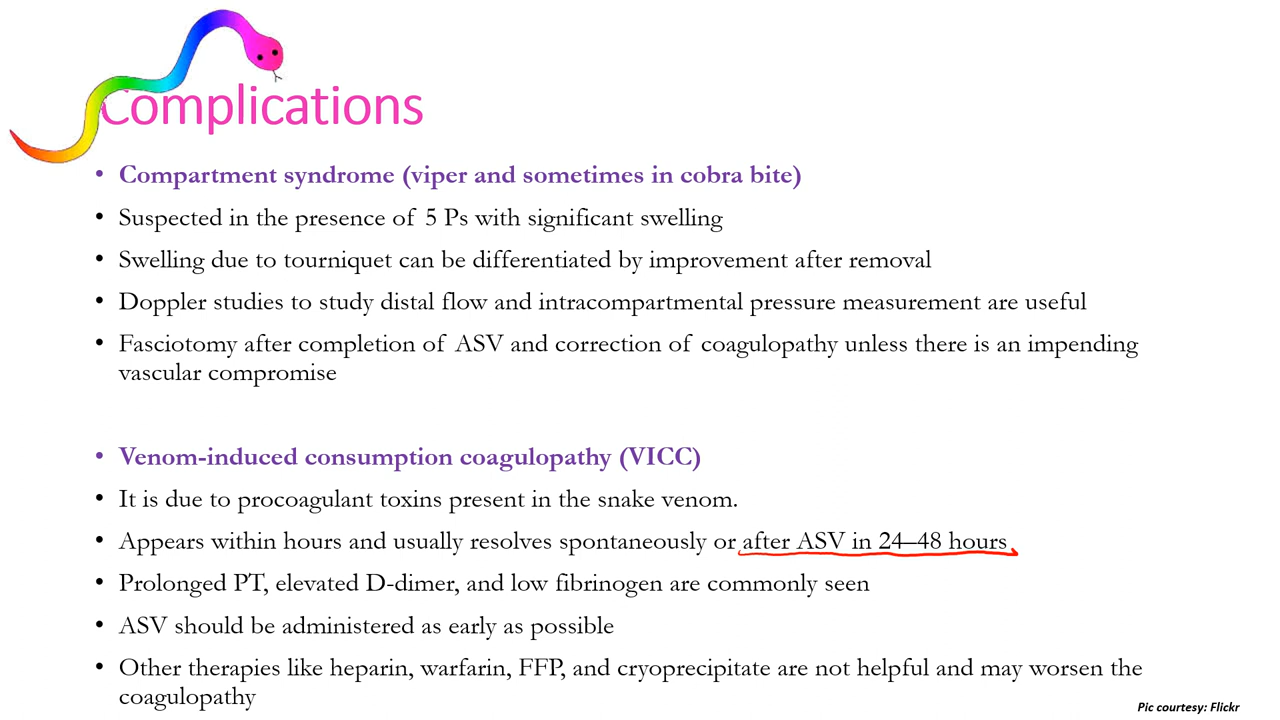 Complications
• Compartment syndrome (viper and sometimes in cobra bite)
• Suspected in the presence of 5 Ps with significant swelling
• Swelling due to tourniquet can be differentiated by improvement after removal
• Doppler studies to study distal flow and intracompartmental pressure measurement are useful
• Fasciotomy after completion of ASV and correction of coagulopathy unless there is an impending
vascular compromise
• Venom-induced consumption coagulopathy (VICC)
• It is due to procoagulant toxins present in the snake venom.
• Appears within hours and usually resolves spontaneously or after ASV in 24–48 hours.
• Prolonged PT, elevated D-dimer, and low fibrinogen are commonly seen
• ASV should be administered as early as possible
• Other therapies like heparin, warfarin, FFP, and cryoprecipitate are not helpful and may worsen the
coagulopathy
Pic courtesy: Flickr